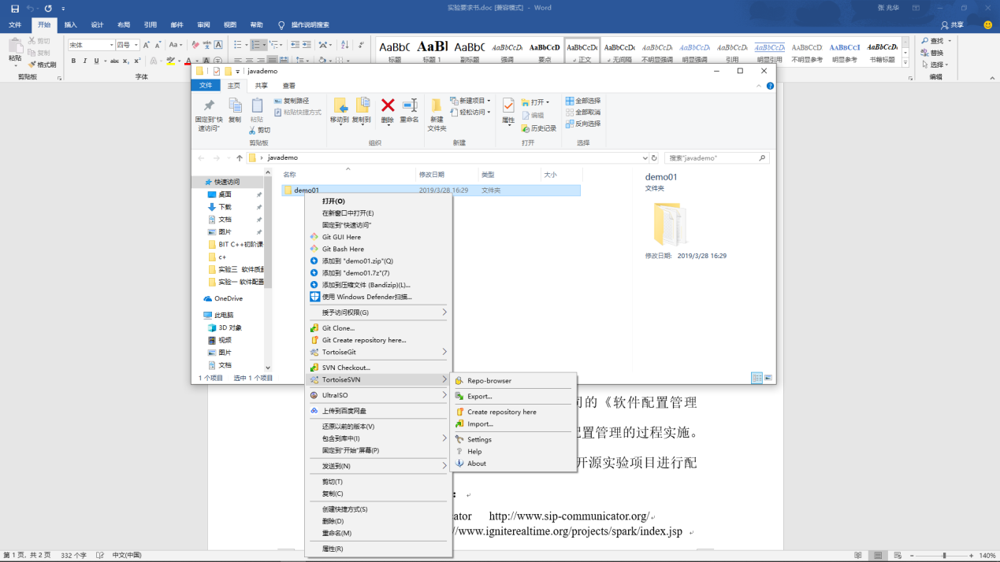 实验要求书.doc [兼容模式] - Word
张 兆华
文件 开始 插入 设计 布局 引用 邮件 审阅 视图 帮助 操作说明搜索 共享
剪切
复制
格式刷
粘贴
剪贴板
宋体 四号
字体
AaBbC 标题
AaBl 标题 1
AaBbC 副标题
AaBbCcDı 强调
AaBbCcD 要点
AaBbCcDı 正文
AaBbCcDı 无间隔
AaBbCcDı 不明显强调
AaBbCcDı 明显强调
AaBbCcDı 引用
AaBbCcDı 明显引用
AaBbCcD 不明显参考
AaBbCcI 明显参考
AaBbCcDı 书籍标题
查找
替换
选择
编辑
javademo
文件 主页 共享 查看
固定到"快速访问"
复制
粘贴
复制路径
粘贴快捷方式
剪切
剪贴板
移动到 复制到 删除 重命名
组织
新建
文件夹
新建项目
轻松访问
新建
属性
打开
编辑
历史记录
打开
全部选择
全部取消
反向选择
选择
javademo
搜索"javademo"
快速访问
桌面
下载
文档
图片
BIT C++初阶课
c+
实验三 软件质量
实验一 软件配置
OneDrive
此电脑
3D 对象
视频
图片
文档
名称 修改日期 类型 大小
demo01 2019/3/28 16:29 文件夹
demo01
文件夹
修改日期: 2019/3/28 16:29
1 个项目 选中 1 个项目
打开(O)
在新窗口中打开(E)
固定到"快速访问"
Git GUI Here
Git Bash Here
添加到 "demo01.zip"(Q)
添加到 "demo01.7z"(7)
添加到压缩文件 (Bandizip)(L)...
使用 Windows Defender扫描...
授予访问权限(G)
Git Clone...
Git Create repository here...
TortoiseGit
SVN Checkout...
TortoiseSVN
UltraISO
上传到百度网盘
还原以前的版本(V)
包含到库中(I)
固定到"开始"屏幕(P)
发送到(N)
剪切(T)
复制(C)
创建快捷方式(S)
删除(D)
重命名(M)
属性(R)
Repo-browser
Export...
Create repository here
Import...
Settings
Help
About
的《软件配置管理
配置管理的过程实施。
开源实验项目进行配
:
ator http://www.sip-communicator.org/
//www.igniterealtime.org/projects/spark/index.jsp
第 1 页，共 2 页 332 个字 中文(中国)
140%